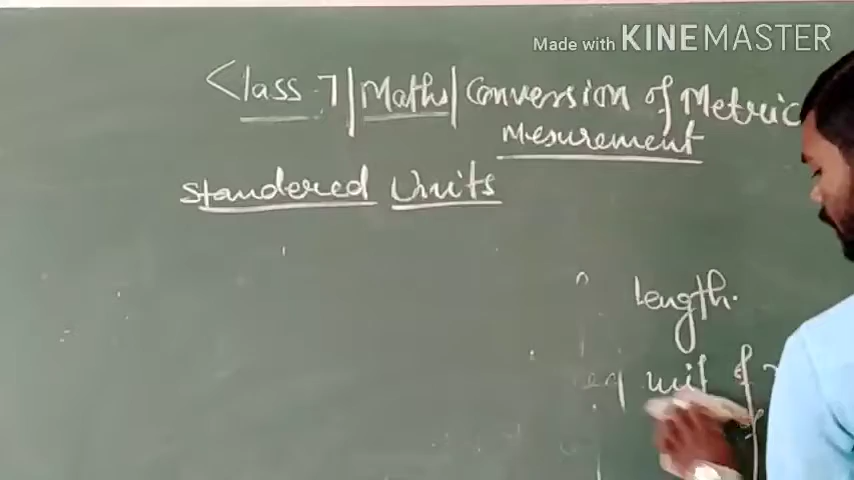 Made with KINEMASTER
Class 7| Maths| Conversion of Metric
Mesurement
Standered Units
length.
unit of